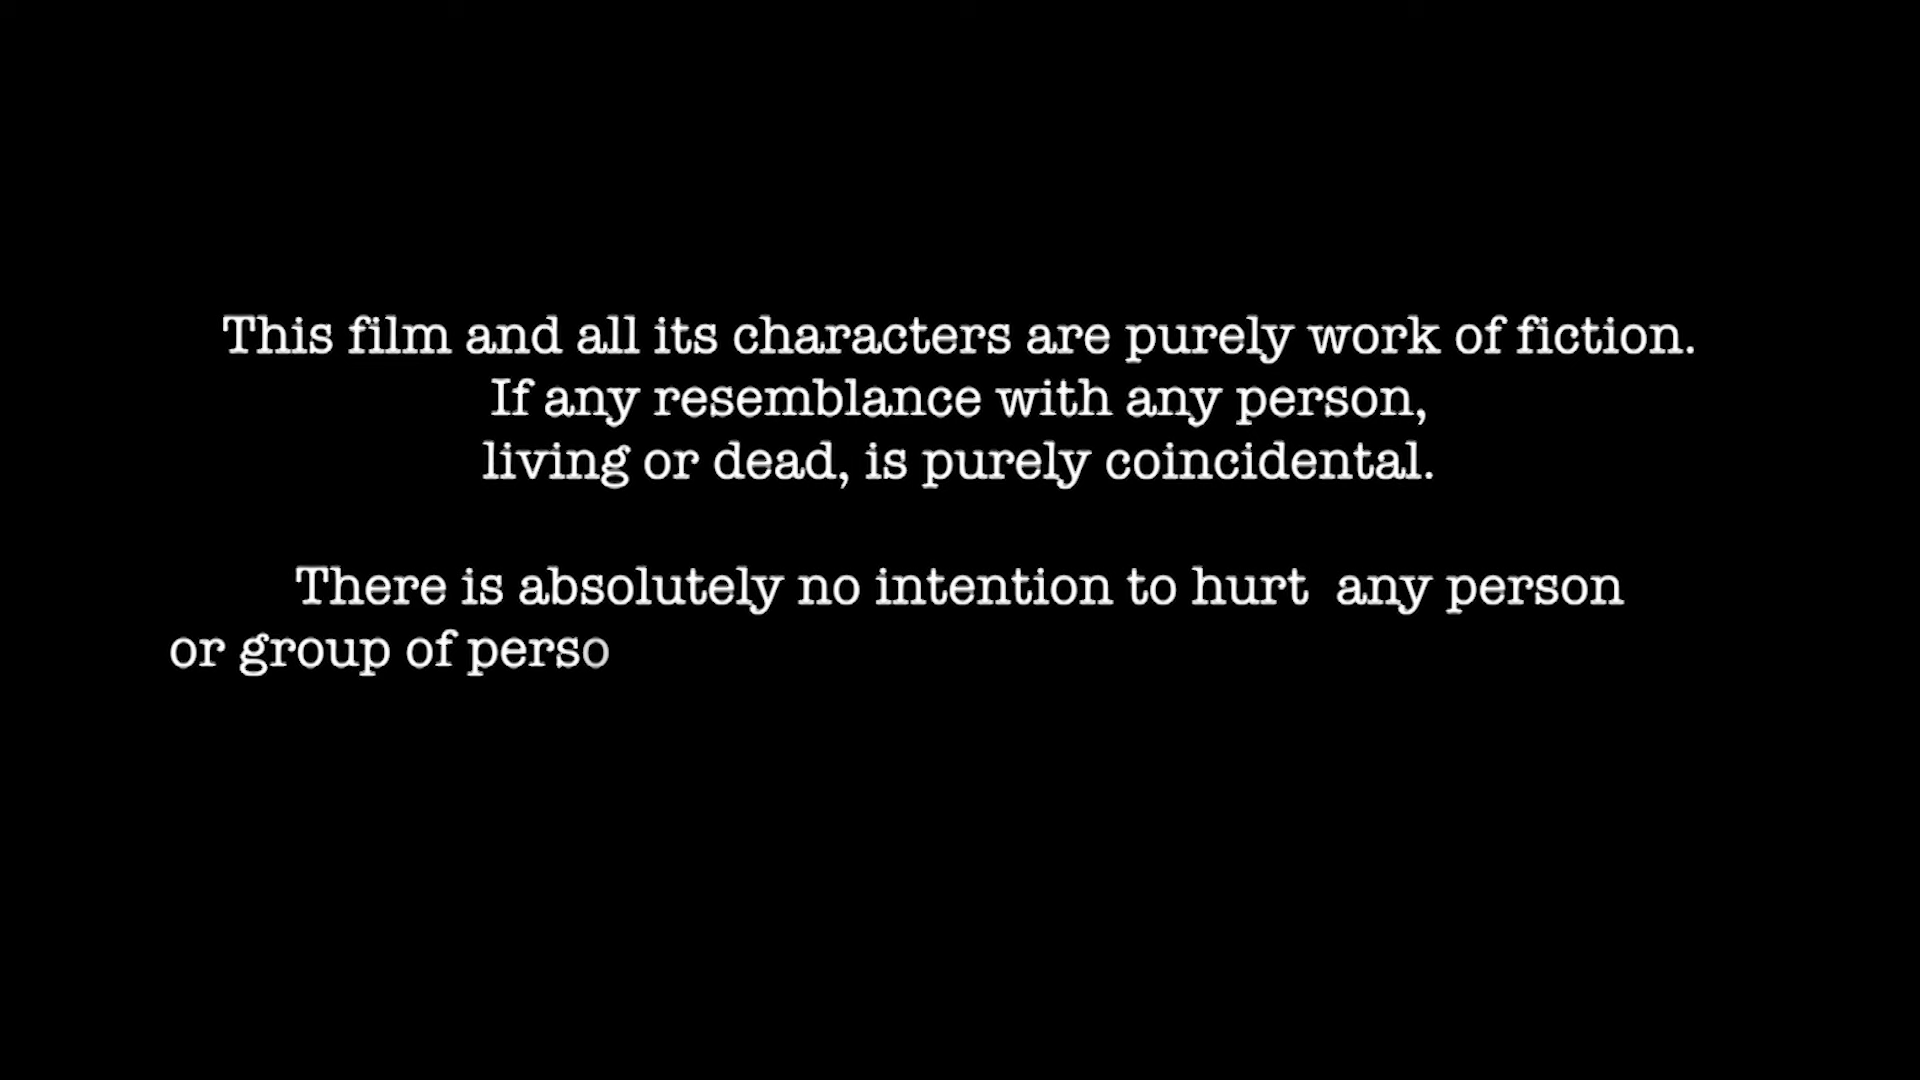 This film and all its characters are purely work of fiction.
If any resemblance with any person,
living or dead, is purely coincidental.
There is absolutely no intention to hurt  any person
or group of perso